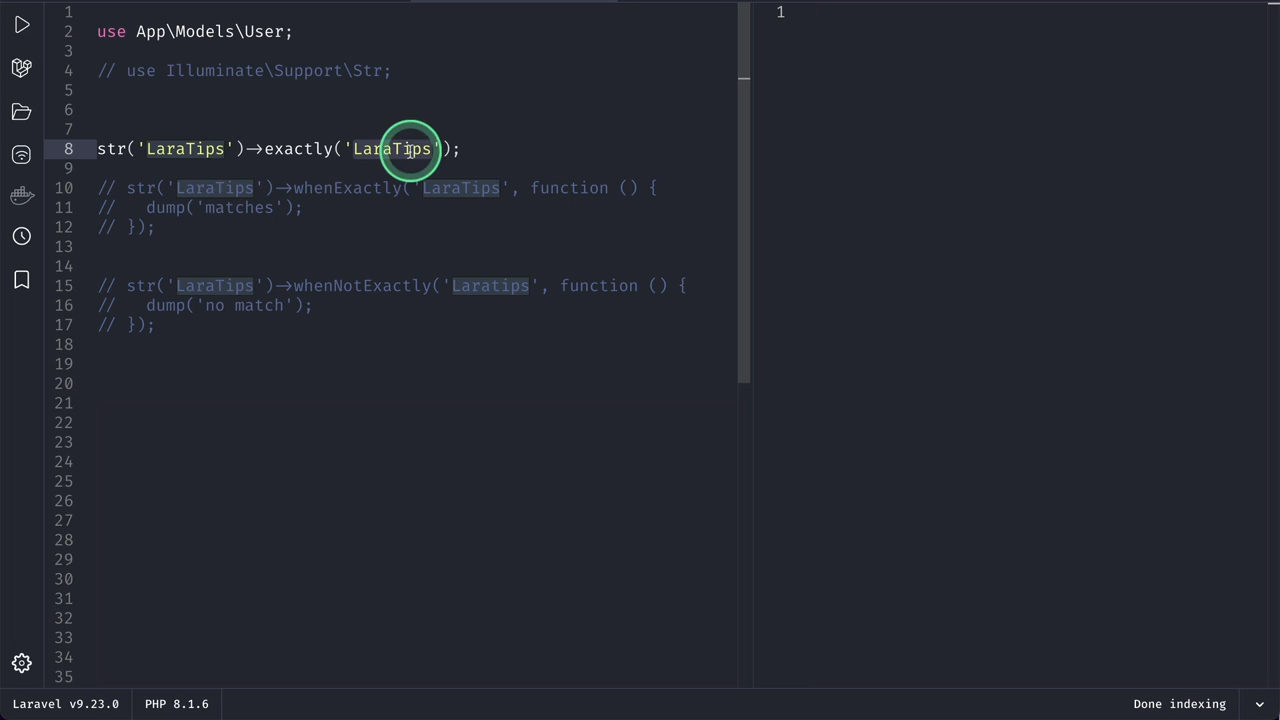 1
2 use App\Models\User;
3
4 // use Illuminate\Support\Str;
5
6
7
8 str('LaraTips')->exactly('LaraTips');
9
10 // str('LaraTips')->whenExactly('LaraTips', function () {
11 //   dump('matches');
12 // });
13
14
15 // str('LaraTips')->whenNotExactly('Laratips', function () {
16 //   dump('no match');
17 // });
18
19
20
21
22
23
24
25
26
27
28
29
30
31
32
33
34
35
1
Laravel v9.23.0 PHP 8.1.6 Done indexing